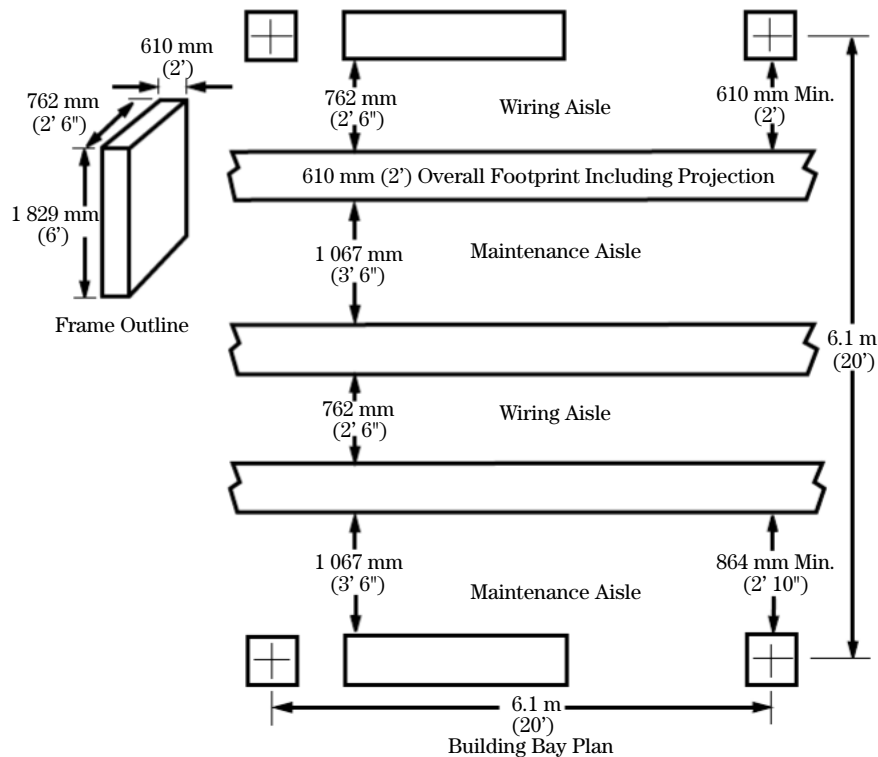 610 mm
(2')
762 mm
(2' 6")
1 829 mm
(6')
Frame Outline
762 mm
(2' 6")
Wiring Aisle
610 mm Min.
(2')
610 mm (2') Overall Footprint Including Projection
1 067 mm
(3' 6")
Maintenance Aisle
6.1 m
(20')
762 mm
(2' 6")
Wiring Aisle
1 067 mm
(3' 6")
Maintenance Aisle
864 mm Min.
(2' 10")
6.1 m
(20')
Building Bay Plan